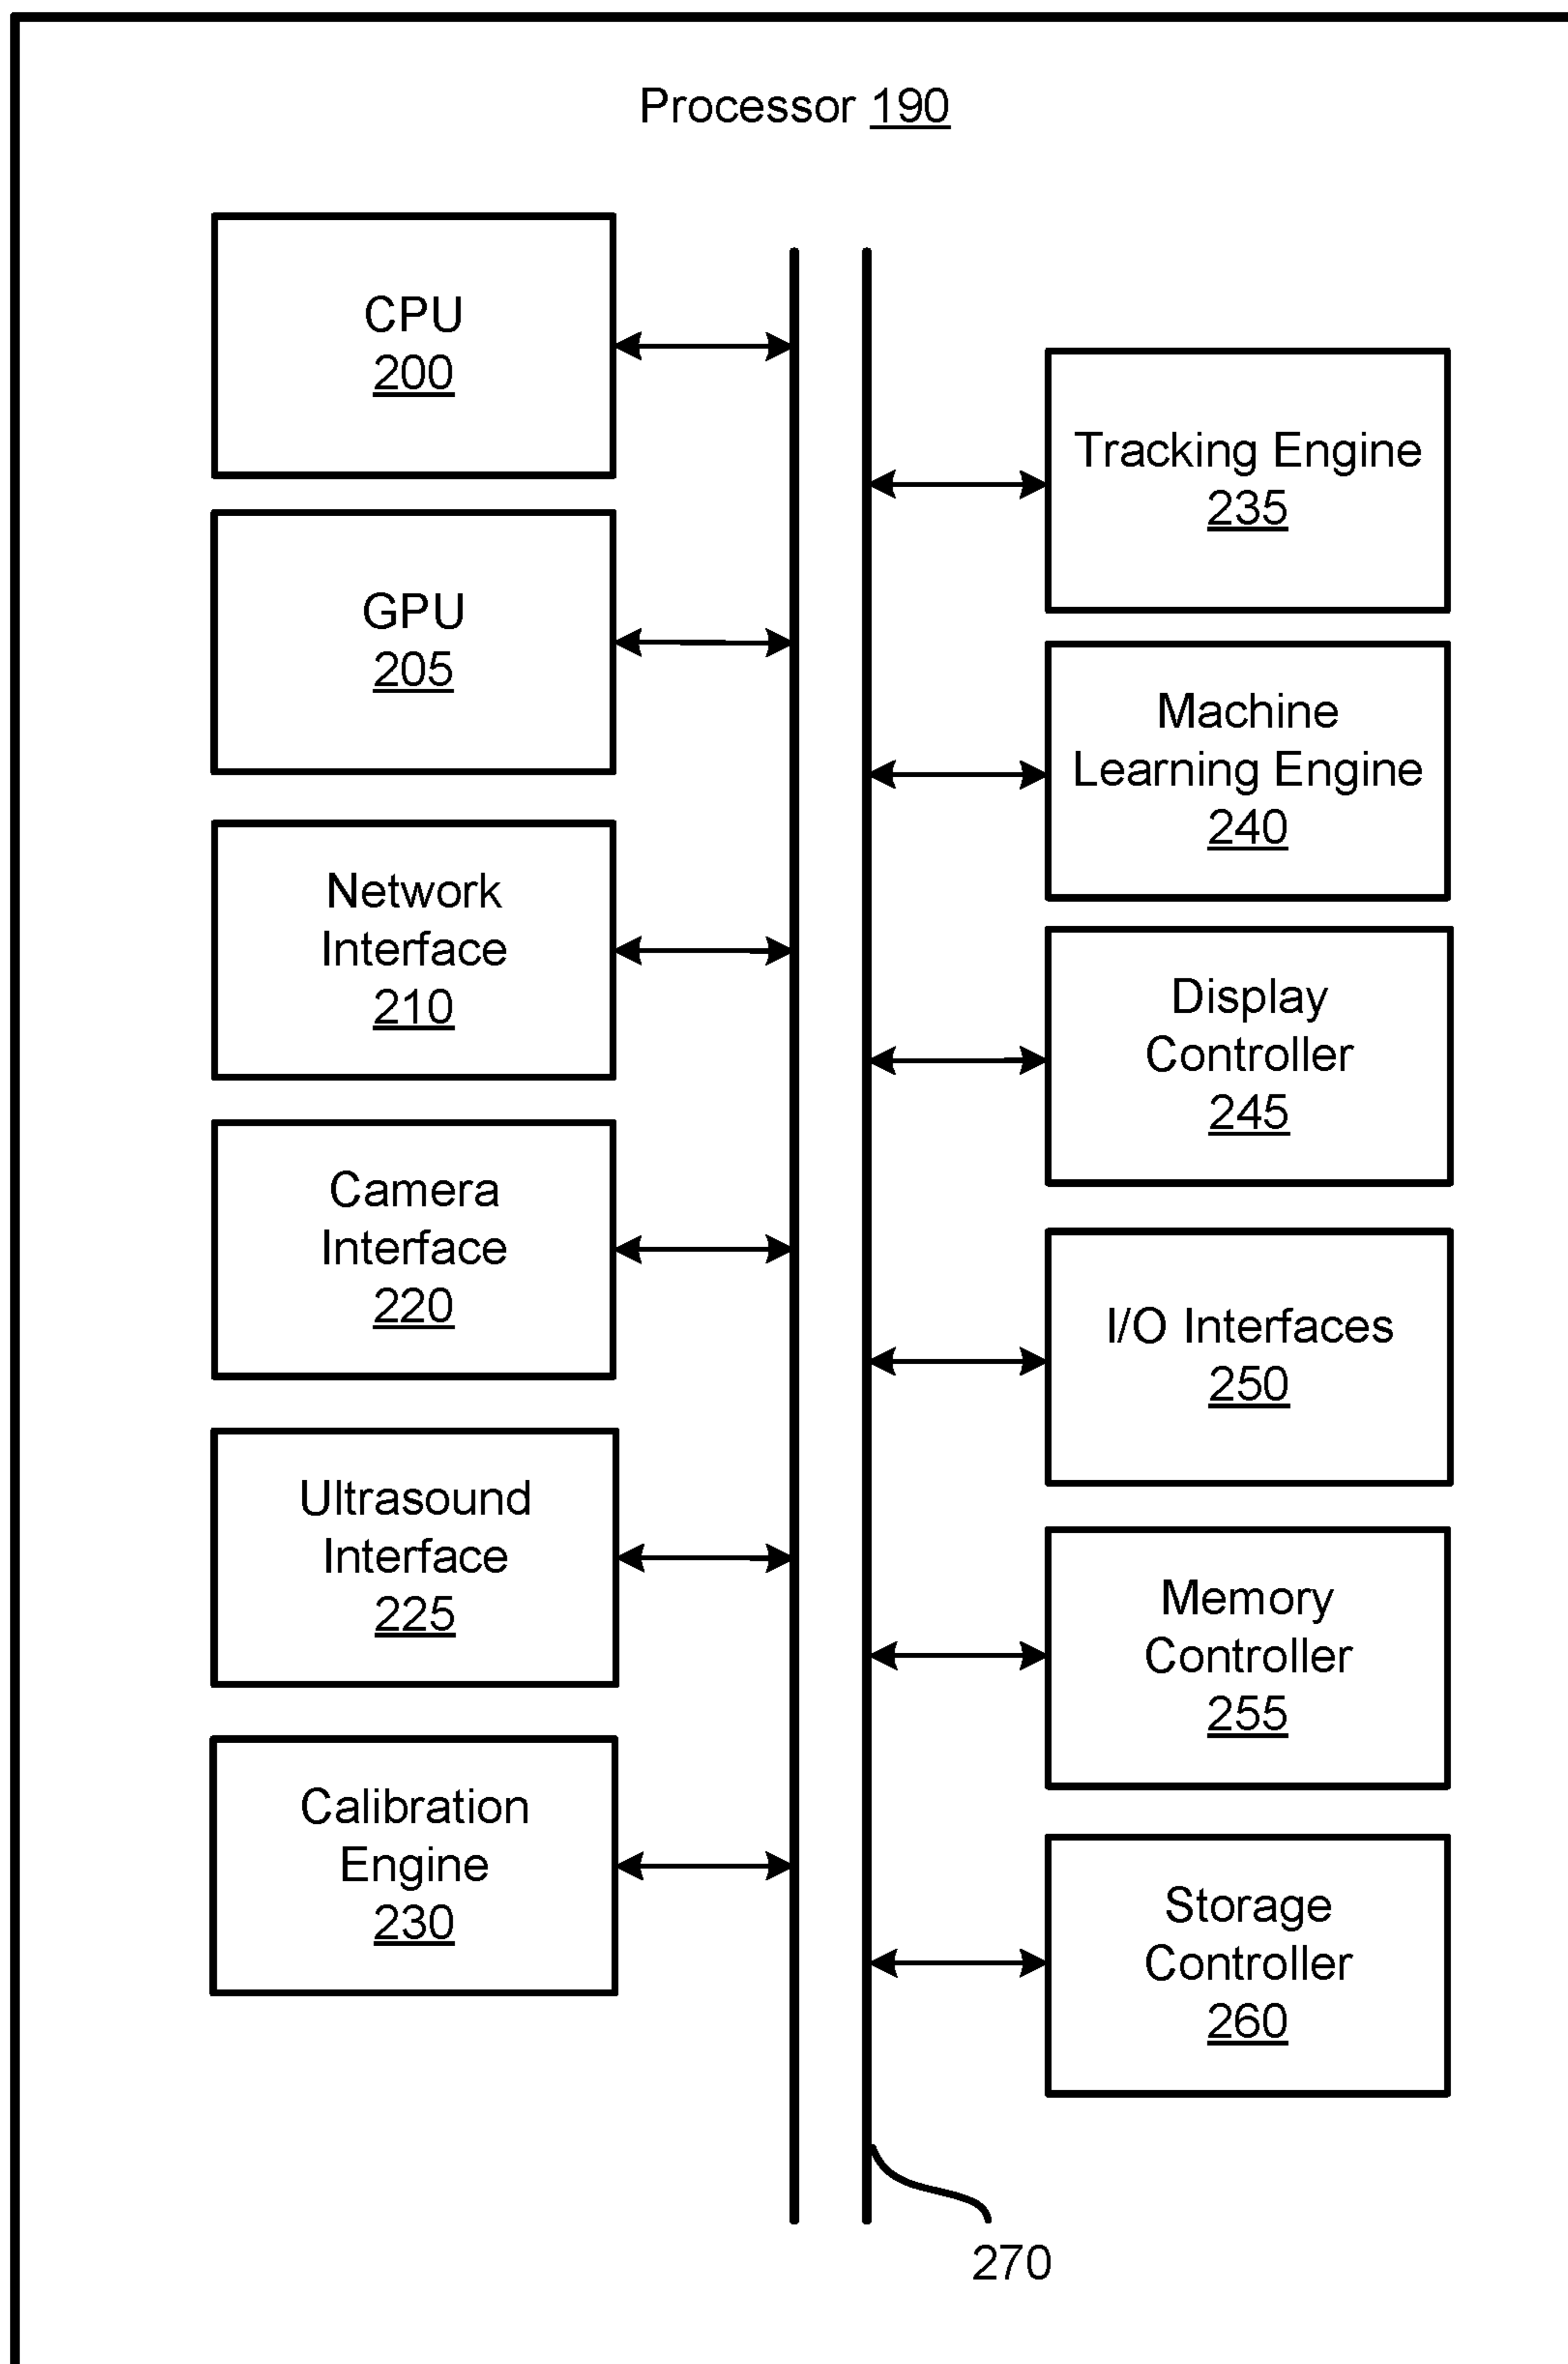 Processor 190
CPU
200
GPU
205
Network
Interface
210
Camera
Interface
220
Ultrasound
Interface
225
Calibration
Engine
230
Tracking Engine
235
Machine
Learning Engine
240
Display
Controller
245
I/O Interfaces
250
Memory
Controller
255
Storage
Controller
260
270